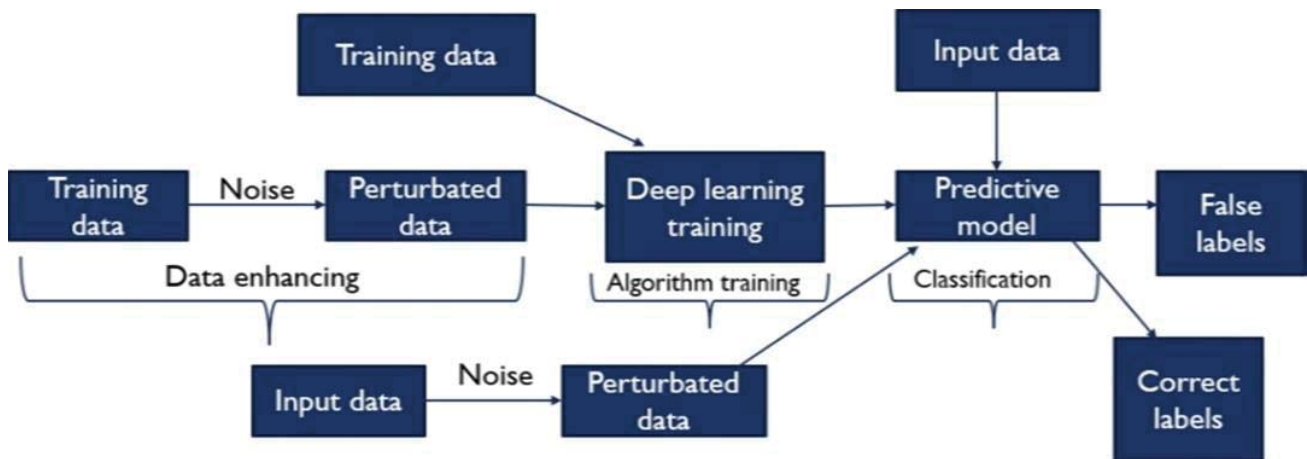 Training data
Input data
Training
data
Noise
Perturbated
data
Deep learning
training
Predictive
model
False
labels
Data enhancing
Algorithm training
Classification
Input data
Noise
Perturbated
data
Correct
labels